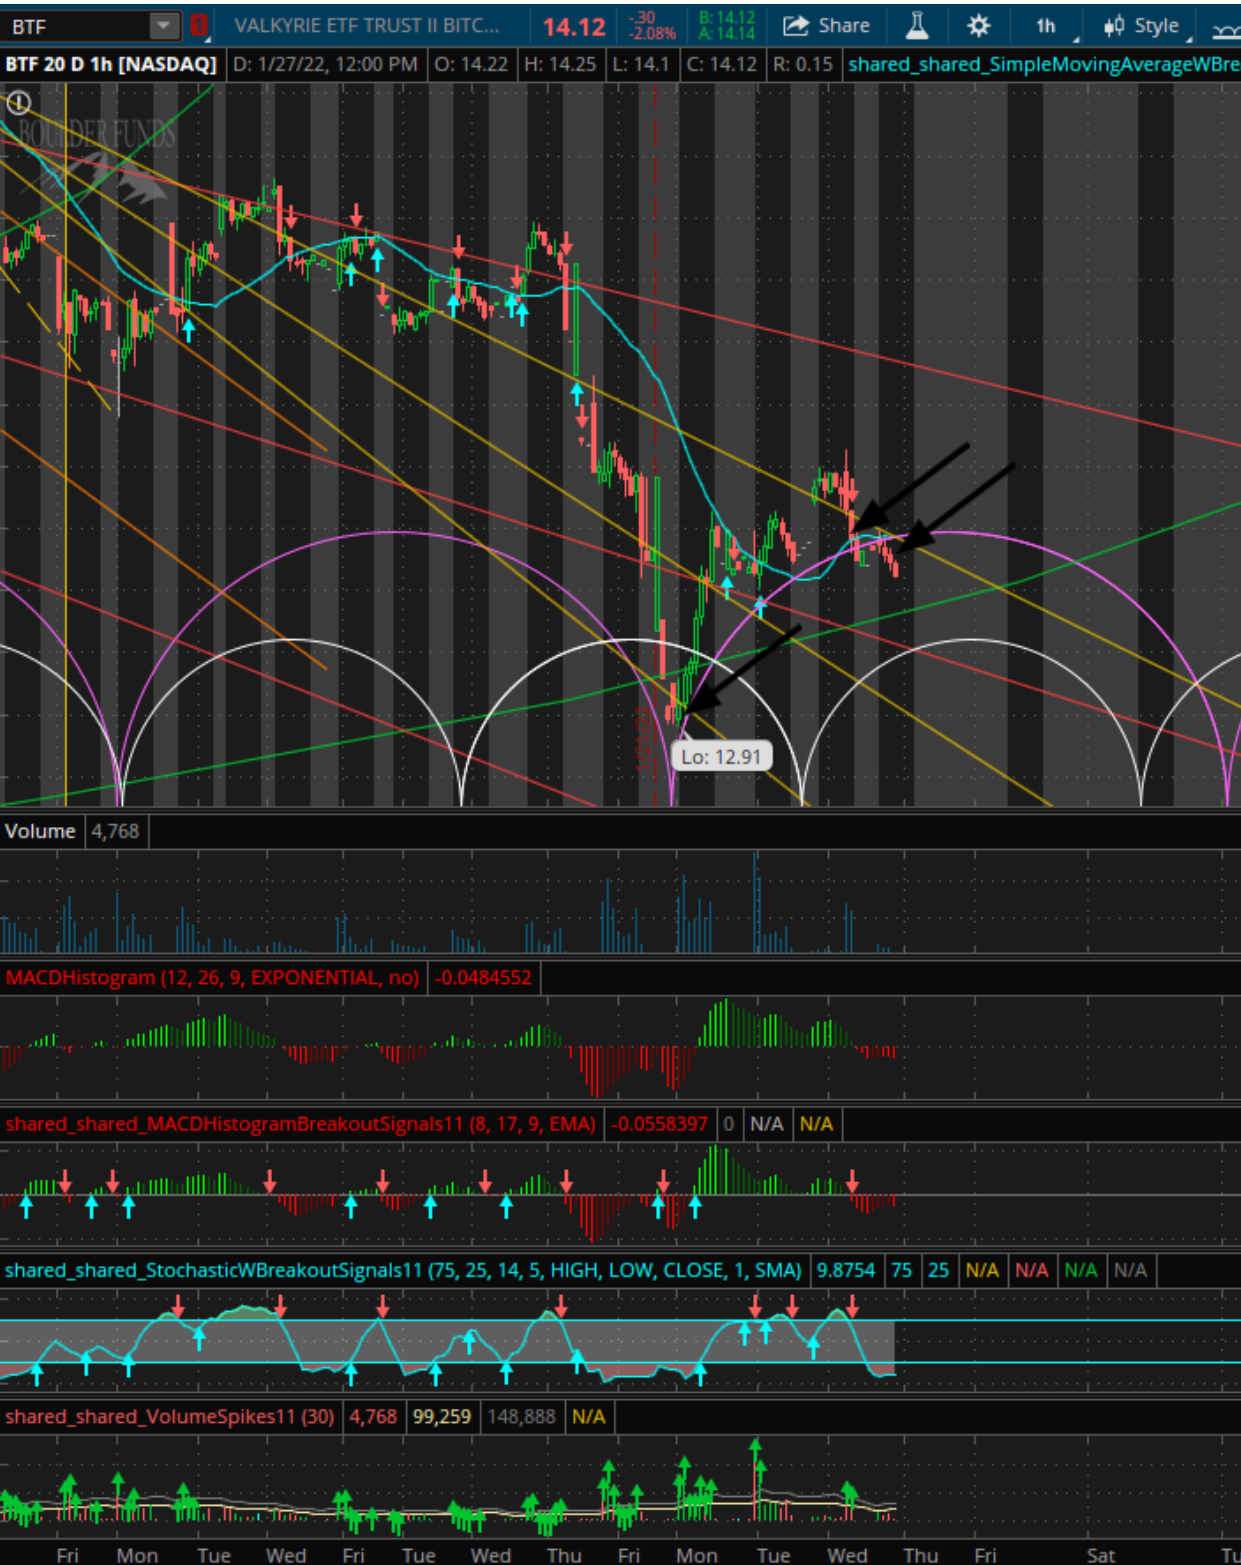 BTF
1
VALKYRIE ETF TRUST II BITC...
14.12
-.30
-2.08%
B: 14.12
A: 14.14
Share
1h
Style
BTF 20 D 1h [NASDAQ]
D: 1/27/22, 12:00 PM
O: 14.22
H: 14.25
L: 14.1
C: 14.12
R: 0.15
shared_shared_SimpleMovingAverageWBre
BOULDER FUNDS
Lo: 12.91
Volume
4,768
MACDHistogram (12, 26, 9, EXPONENTIAL, no)
-0.0484552
shared_shared_MACDHistogramBreakoutSignals11 (8, 17, 9, EMA)
-0.0558397
0
N/A
N/A
shared_shared_StochasticWBreakoutSignals11 (75, 25, 14, 5, HIGH, LOW, CLOSE, 1, SMA)
9.8754
75
25
N/A
N/A
N/A
N/A
shared_shared_VolumeSpikes11 (30)
4,768
99,259
148,888
N/A
Fri
Mon
Tue
Wed
Fri
Tue
Wed
Thu
Fri
Mon
Tue
Wed
Thu
Fri
Sat
Tu